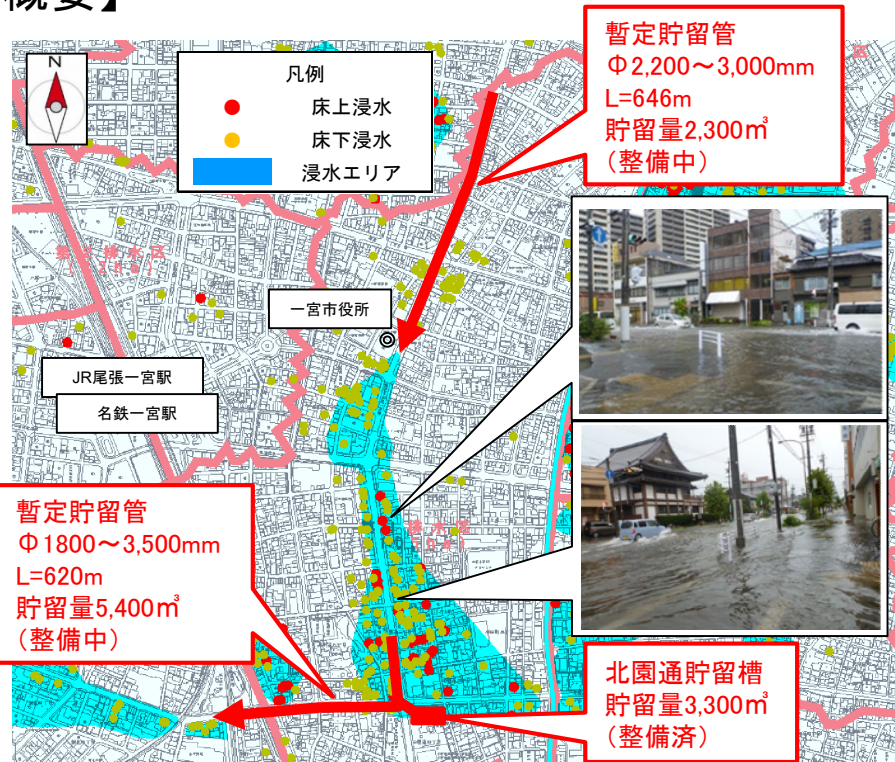 概要】
N
凡例
床上浸水
床下浸水
浸水エリア
暫定貯留管
Φ2,200～3,000mm
L=646m
貯留量2,300㎥
(整備中)
一宮市役所
JR尾張一宮駅
名鉄一宮駅
暫定貯留管
Φ1800～3,500mm
L=620m
貯留量5,400㎥
(整備中)
北園通貯留槽
貯留量3,300㎥
(整備済)